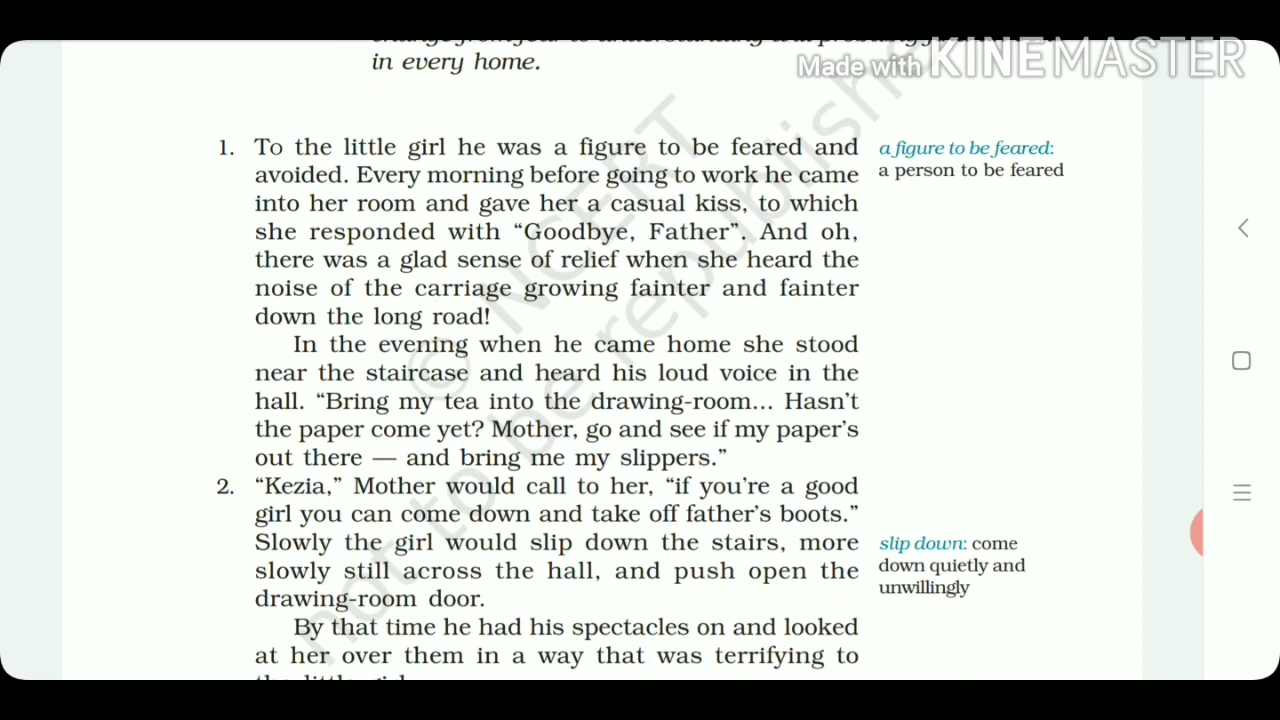 in every home.
Made with KINEMASTER
1. To the little girl he was a figure to be feared and
avoided. Every morning before going to work he came
into her room and gave her a casual kiss, to which
she responded with “Goodbye, Father”. And oh,
there was a glad sense of relief when she heard the
noise of the carriage growing fainter and fainter
down the long road!
a figure to be feared:
a person to be feared
In the evening when he came home she stood
near the staircase and heard his loud voice in the
hall. “Bring my tea into the drawing-room... Hasn’t
the paper come yet? Mother, go and see if my paper’s
out there — and bring me my slippers.”
2. “Kezia,” Mother would call to her, “if you’re a good
girl you can come down and take off father’s boots.”
Slowly the girl would slip down the stairs, more
slowly still across the hall, and push open the
drawing-room door.
slip down: come
down quietly and
unwillingly
By that time he had his spectacles on and looked
at her over them in a way that was terrifying to
© NCERT
not to be republished